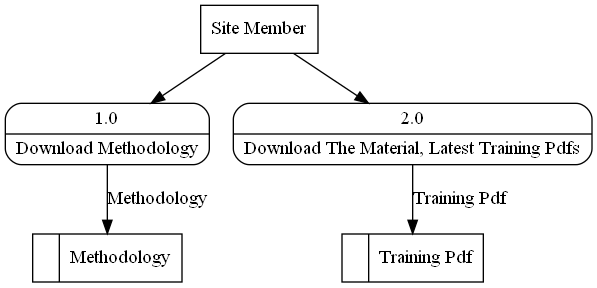 Site Member
1.0
Download Methodology
2.0
Download The Material, Latest Training Pdfs
Methodology
Training Pdf
Methodology
Training Pdf